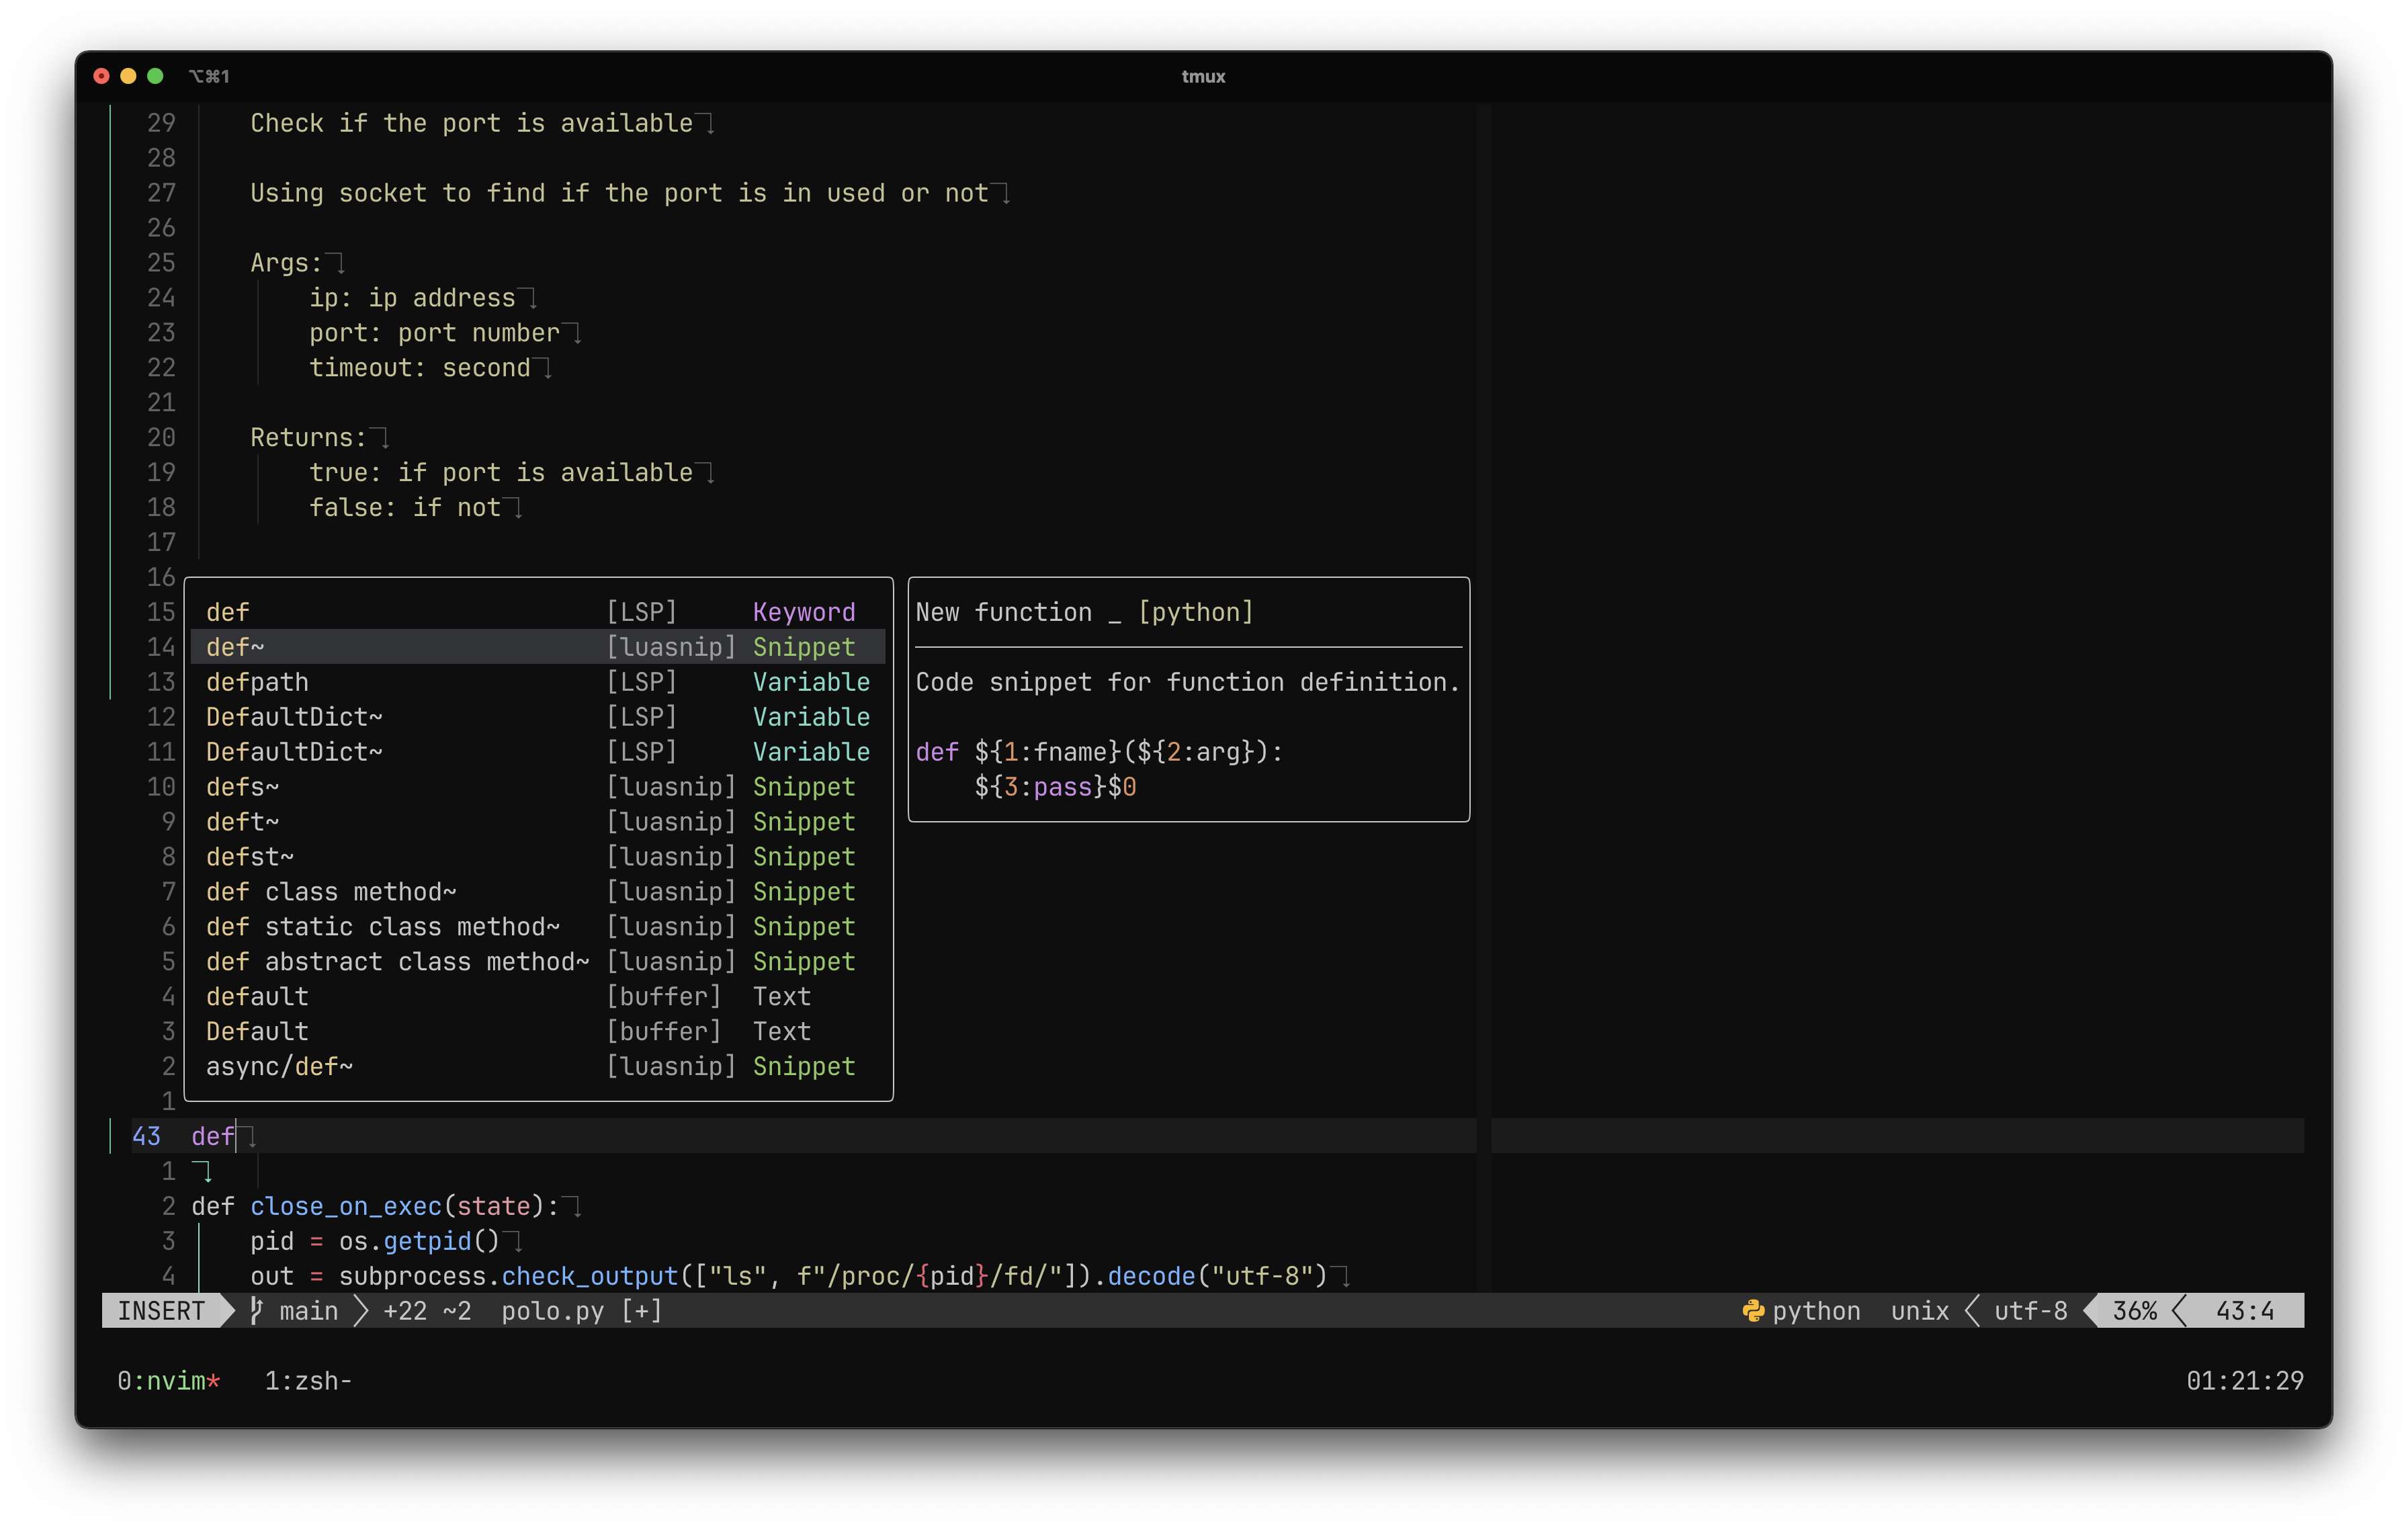 ⌥⌘1 tmux
29 Check if the port is available
28
27 Using socket to find if the port is in used or not
26
25 Args:
24 ip: ip address
23 port: port number
22 timeout: second
21
20 Returns:
19 true: if port is available
18 false: if not
17
16
15 def [LSP] Keyword New function _ [python]
14 def~ [luasnip] Snippet
13 defpath [LSP] Variable Code snippet for function definition.
12 DefaultDict~ [LSP] Variable
11 DefaultDict~ [LSP] Variable def ${1:fname}(${2:arg}):
10 defs~ [luasnip] Snippet ${3:pass}$0
9 deft~ [luasnip] Snippet
8 defst~ [luasnip] Snippet
7 def class method~ [luasnip] Snippet
6 def static class method~ [luasnip] Snippet
5 def abstract class method~ [luasnip] Snippet
4 default [buffer] Text
3 Default [buffer] Text
2 async/def~ [luasnip] Snippet
1
43 def
1
2 def close_on_exec(state):
3 pid = os.getpid()
4 out = subprocess.check_output(["ls", f"/proc/{pid}/fd/"]).decode("utf-8")
INSERT main +22 ~2 polo.py [+] python unix utf-8 36% 43:4
0:nvim* 1:zsh- 01:21:29